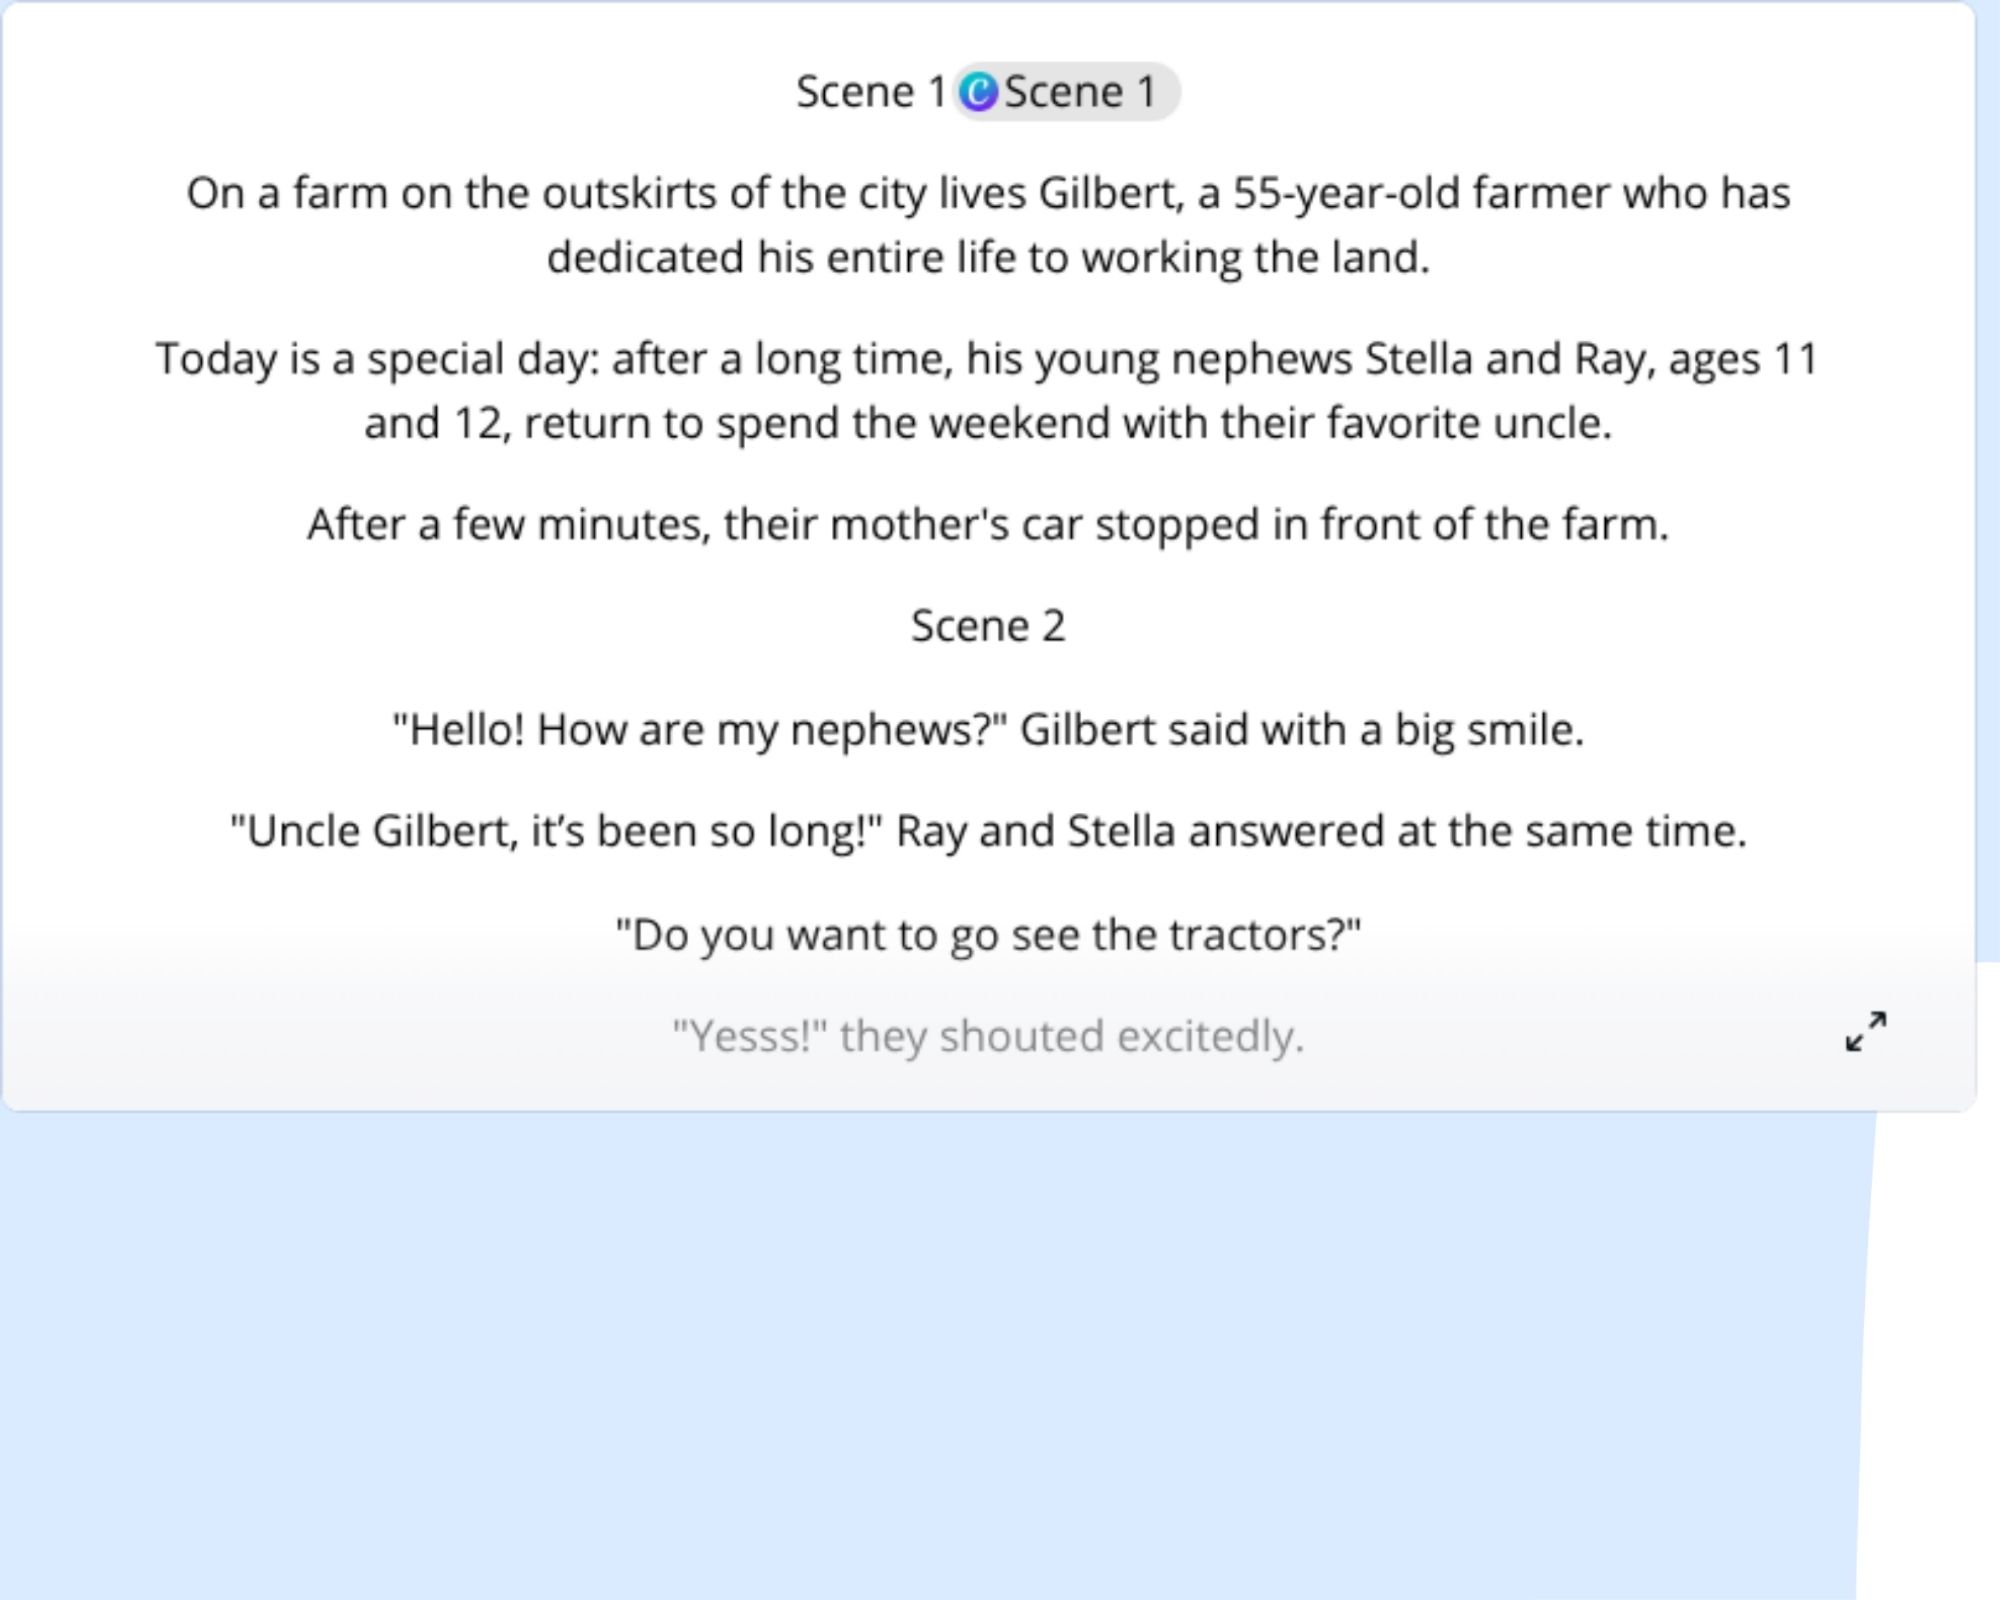 Scene 1 Scene 1
On a farm on the outskirts of the city lives Gilbert, a 55-year-old farmer who has
dedicated his entire life to working the land.
Today is a special day: after a long time, his young nephews Stella and Ray, ages 11
and 12, return to spend the weekend with their favorite uncle.
After a few minutes, their mother's car stopped in front of the farm.
Scene 2
"Hello! How are my nephews?" Gilbert said with a big smile.
"Uncle Gilbert, it’s been so long!" Ray and Stella answered at the same time.
"Do you want to go see the tractors?"
"Yesss!" they shouted excitedly.